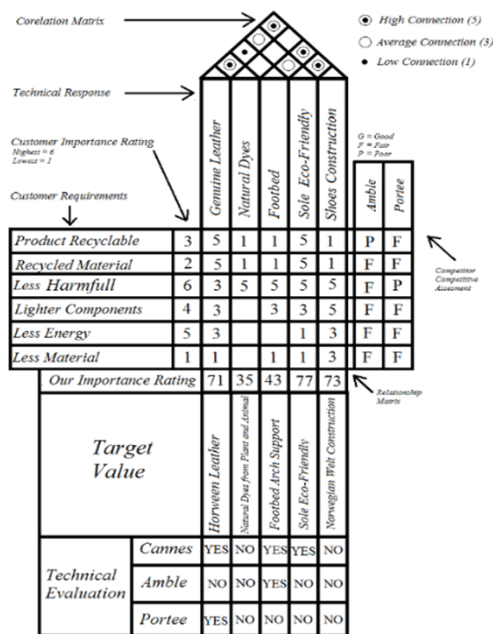 Corelation Matrix
High Connection (5)
Average Connection (3)
Low Connection (1)
Technical Response
Customer Importance Rating
Highest = 6
Lowest = 1
G = Good
F = Fair
P = Poor
Customer Requirements
Genuine Leather
Natural Dyes
Footbed
Sole Eco-Friendly
Shoes Construction
Amble
Portee
Product Recyclable 3 5 1 1 5 1 P F
Recycled Material 2 5 1 1 5 1 F F
Less Harmfull 6 3 5 5 5 5 F P
Lighter Components 4 3 3 3 5 F F
Less Energy 5 3 1 3 F F
Less Material 1 1 1 1 3 F F
Competitor
Competitive
Assesment
Our Importance Rating 71 35 43 77 73
Relationship
Matrix
Target
Value
Horween Leather
Natural Dyes from Plant and Animal
Footbed Arch Support
Sole Eco-Friendly
Norwegian Welt Construction
Technical
Evaluation
Cannes YES NO YES YES NO
Amble NO NO YES NO NO
Portee YES NO NO NO NO